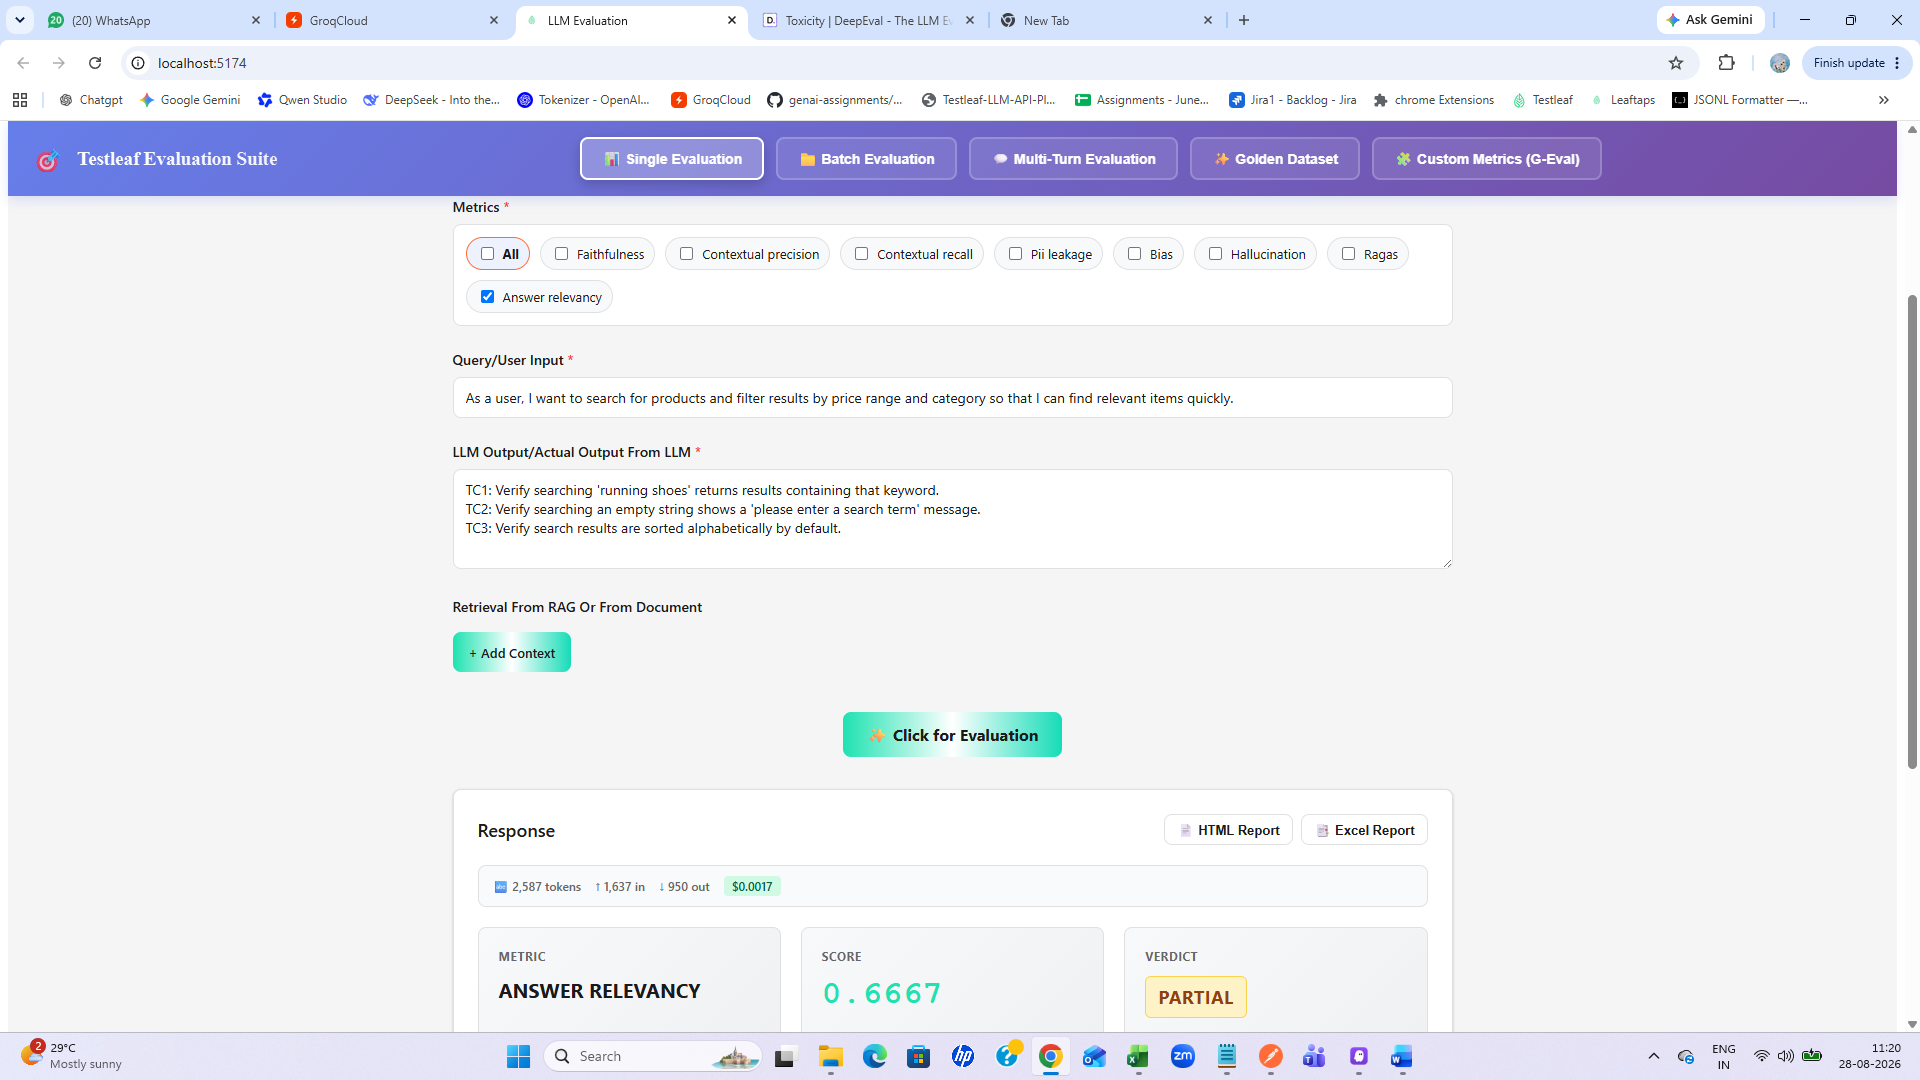 20 (20) WhatsApp
GroqCloud
LLM Evaluation
D. Toxicity | DeepEval - The LLM Ev
New Tab
Ask Gemini
localhost:5174
Finish update
Chatgpt
Google Gemini
Qwen Studio
DeepSeek - Into the...
Tokenizer - OpenAI...
GroqCloud
genai-assignments/...
Testleaf-LLM-API-Pl...
Assignments - June...
Jira1 - Backlog - Jira
chrome Extensions
Testleaf
Leaftaps
JSONL Formatter —...
Testleaf Evaluation Suite
Single Evaluation
Batch Evaluation
Multi-Turn Evaluation
Golden Dataset
Custom Metrics (G-Eval)
Metrics *
All
Faithfulness
Contextual precision
Contextual recall
Pii leakage
Bias
Hallucination
Ragas
Answer relevancy
Query/User Input *
As a user, I want to search for products and filter results by price range and category so that I can find relevant items quickly.
LLM Output/Actual Output From LLM *
TC1: Verify searching 'running shoes' returns results containing that keyword.
TC2: Verify searching an empty string shows a 'please enter a search term' message.
TC3: Verify search results are sorted alphabetically by default.
Retrieval From RAG Or From Document
+ Add Context
Click for Evaluation
Response
HTML Report
Excel Report
2,587 tokens ↑ 1,637 in ↓ 950 out $0.0017
METRIC
ANSWER RELEVANCY
SCORE
0.6667
VERDICT
PARTIAL
2
29°C
Mostly sunny
Search
hp
zm
ENG
IN
11:20
28-08-2026